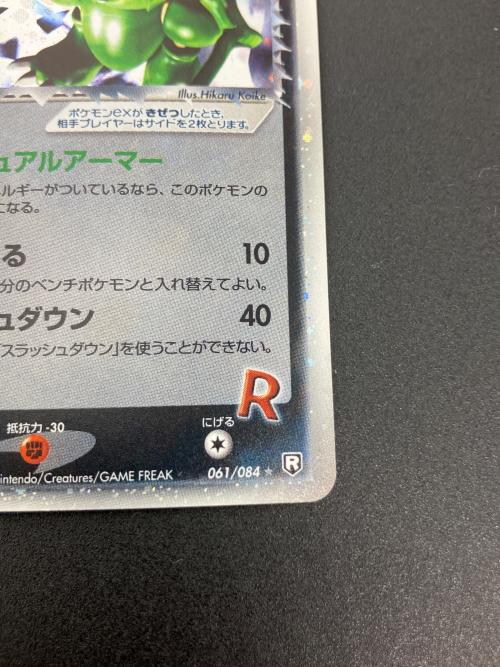 Illus.Hikaru Koike
ポケモンexが きぜつしたとき、
相手プレイヤーはサイドを2枚とります。
ュアルアーマー
ネルギーがついているなら、このポケモンの
になる。
る 10
分のベンチポケモンと入れ替えてよい。
ュダウン 40
「スラッシュダウン」を使うことができない。
R
抵抗力 -30
にげる
intendo/Creatures/GAME FREAK
061/084 ★
R